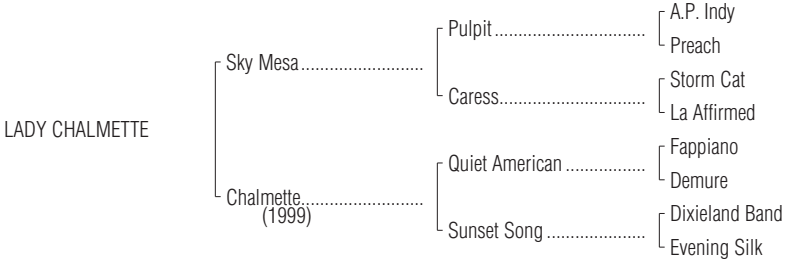 A.P. Indy
Pulpit
Preach
Sky Mesa
Storm Cat
Caress
La Affirmed
LADY CHALMETTE
Fappiano
Quiet American
Demure
Chalmette
(1999)
Dixieland Band
Sunset Song
Evening Silk